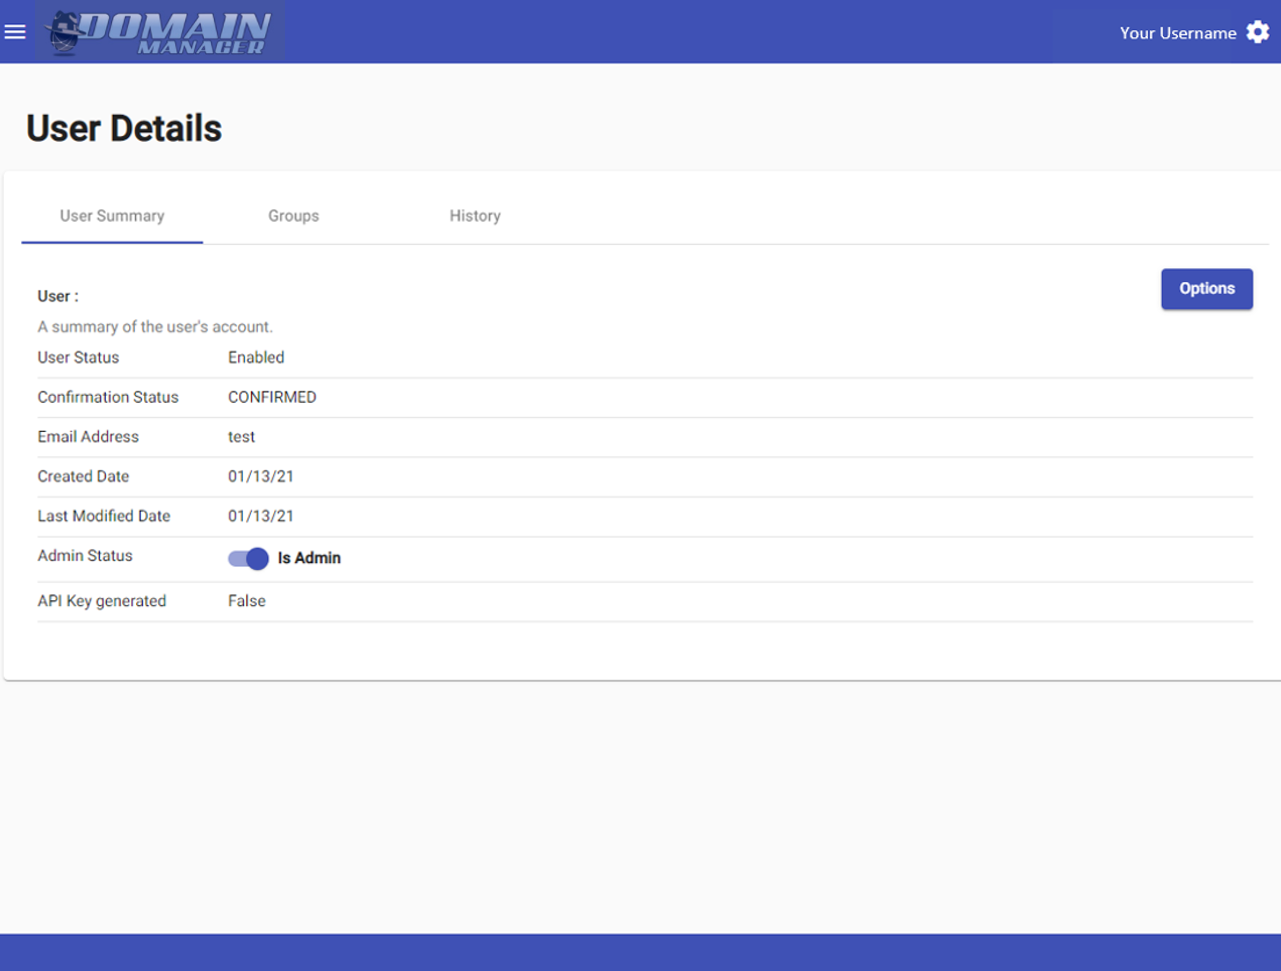 DOMAIN
MANAGER
Your Username
User Details
User Summary Groups History
Options
User :
A summary of the user's account.
User Status Enabled
Confirmation Status CONFIRMED
Email Address test
Created Date 01/13/21
Last Modified Date 01/13/21
Admin Status Is Admin
API Key generated False